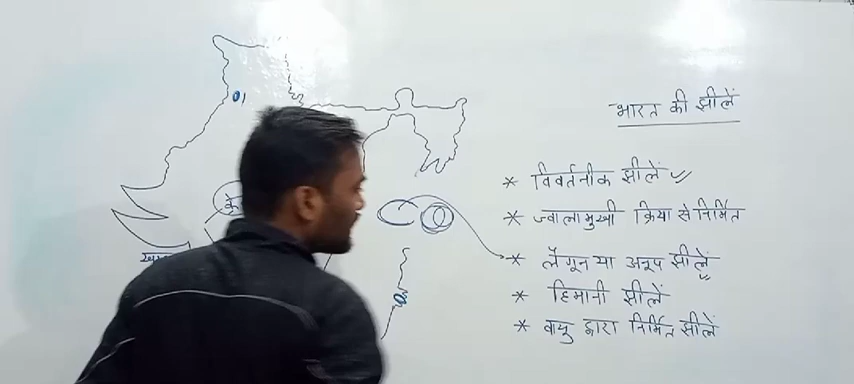 भारत की झीलें
* विवर्तनीक झीलें
* ज्वालामुखी क्रिया से निर्मित
* लैगून या अनूप झीलें
* हिमानी झीलें
* वायु द्वारा निर्मित झीलें